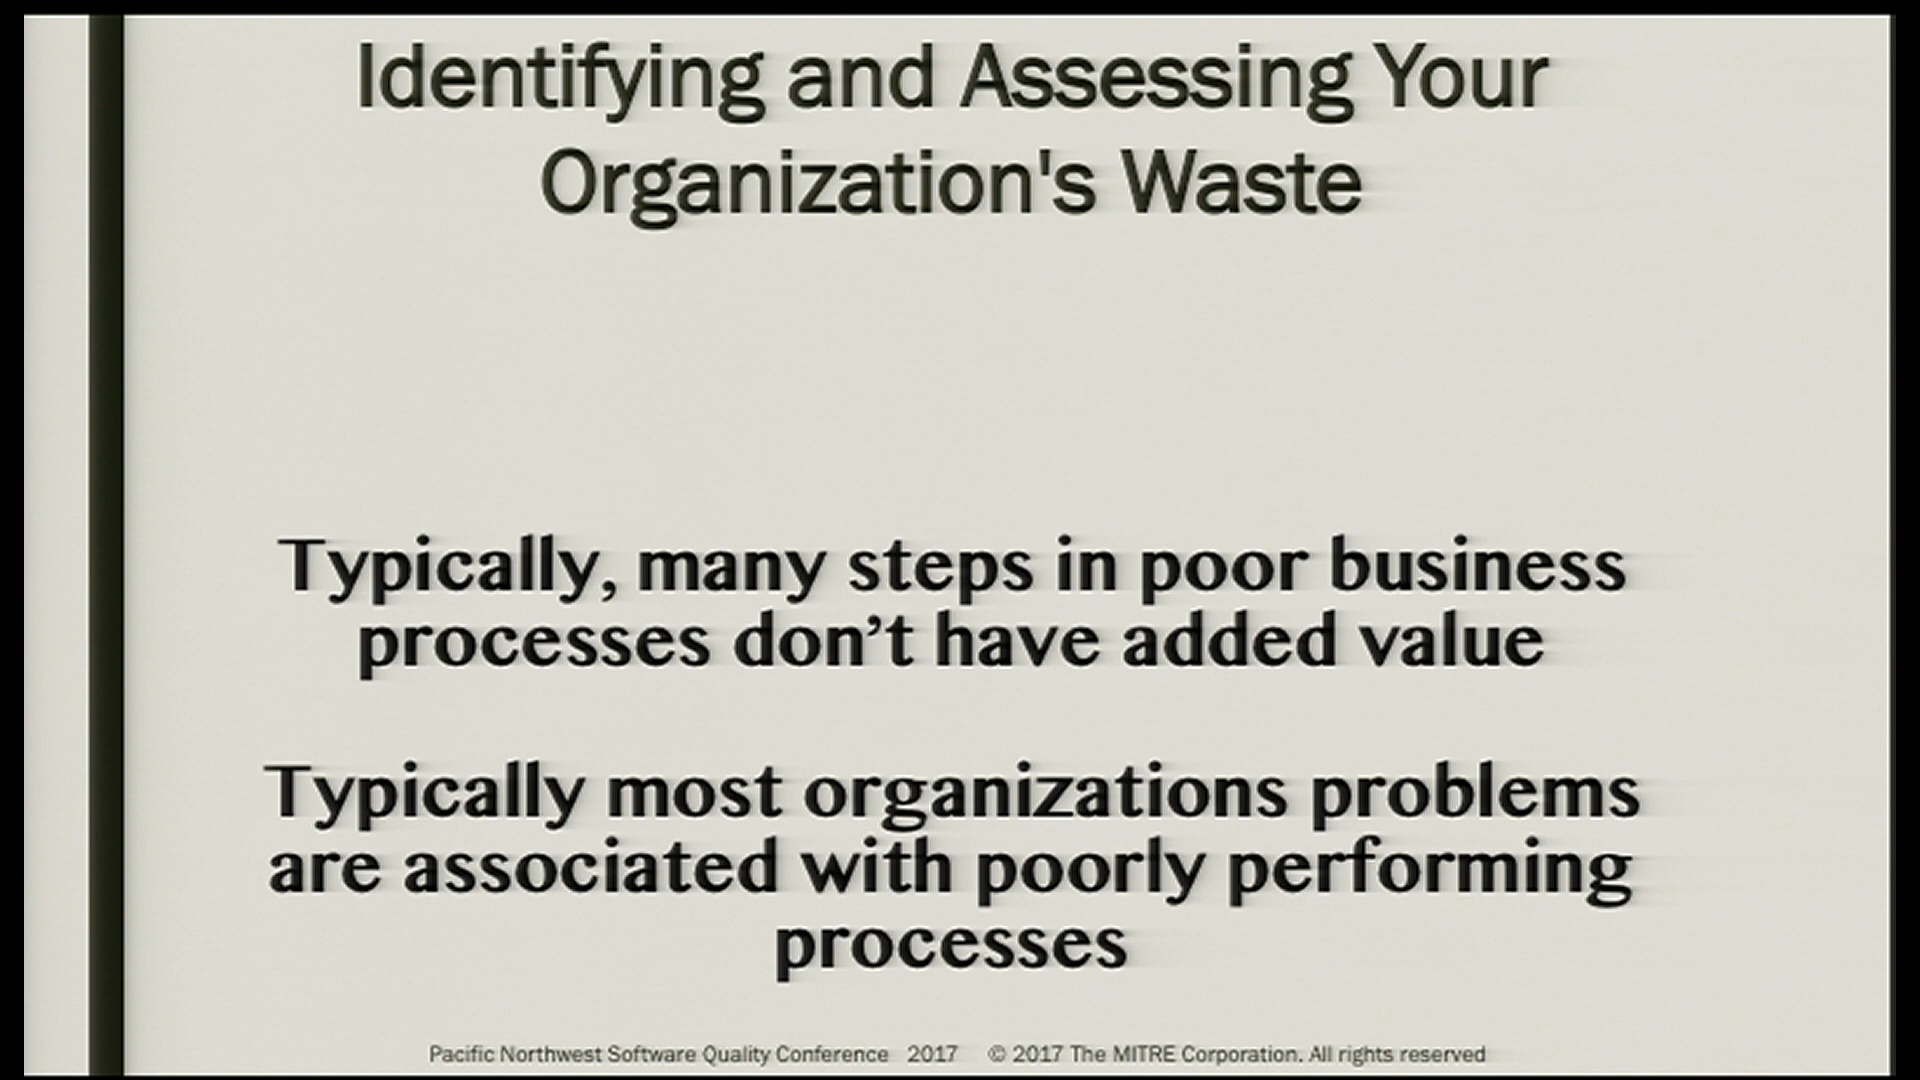 Identifying and Assessing Your
Organization's Waste
Typically, many steps in poor business
processes don’t have added value
Typically most organizations problems
are associated with poorly performing
processes
Pacific Northwest Software Quality Conference 2017 © 2017 The MITRE Corporation. All rights reserved